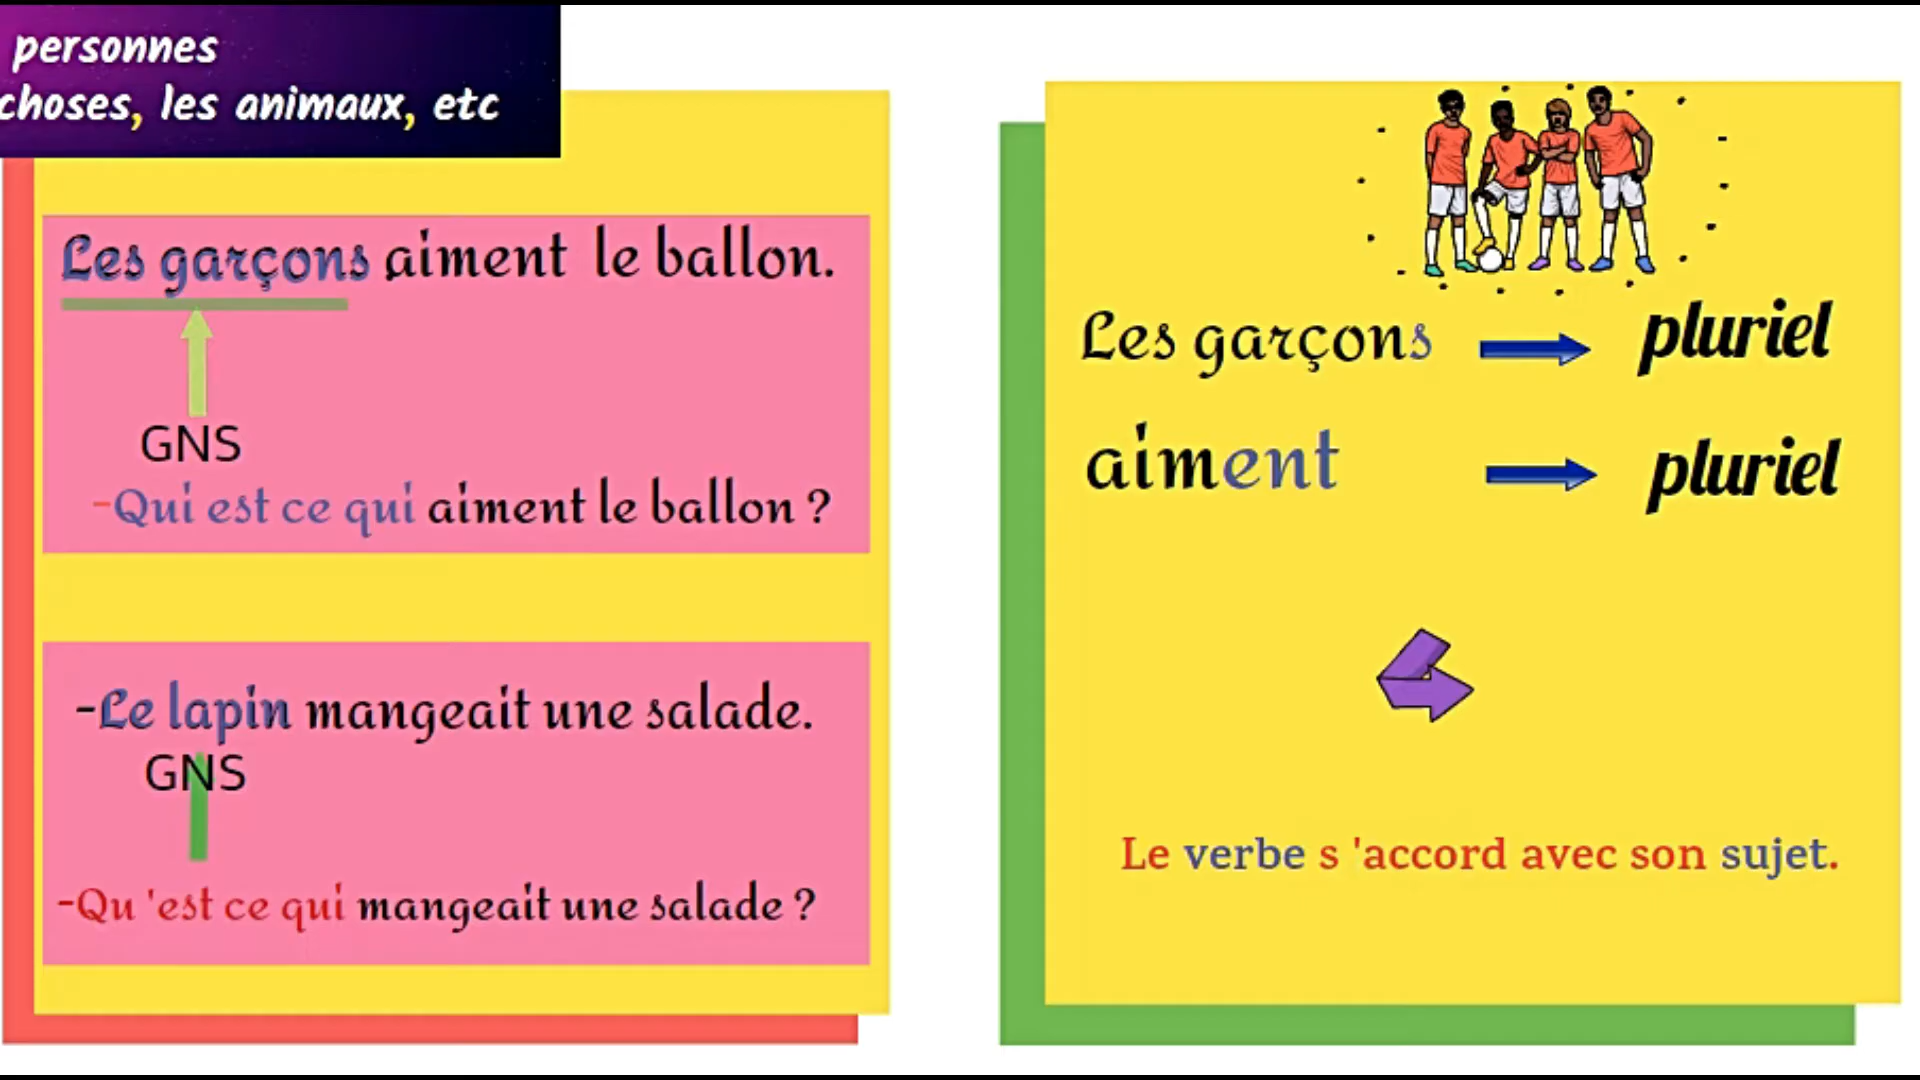 personnes
choses, les animaux, etc
Les garçons aiment le ballon.
GNS
-Qui est ce qui aiment le ballon ?
-Le lapin mangeait une salade.
GNS
-Qu 'est ce qui mangeait une salade ?
Les garçons pluriel
aiment pluriel
Le verbe s 'accord avec son sujet.